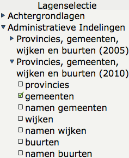 Lagenselectie
Achtergrondlagen
Administratieve Indelingen
Provincies, gemeenten,
wijken en buurten (2005)
Provincies, gemeenten,
wijken en buurten (2010)
provincies
gemeenten
namen gemeenten
wijken
namen wijken
buurten
namen buurten